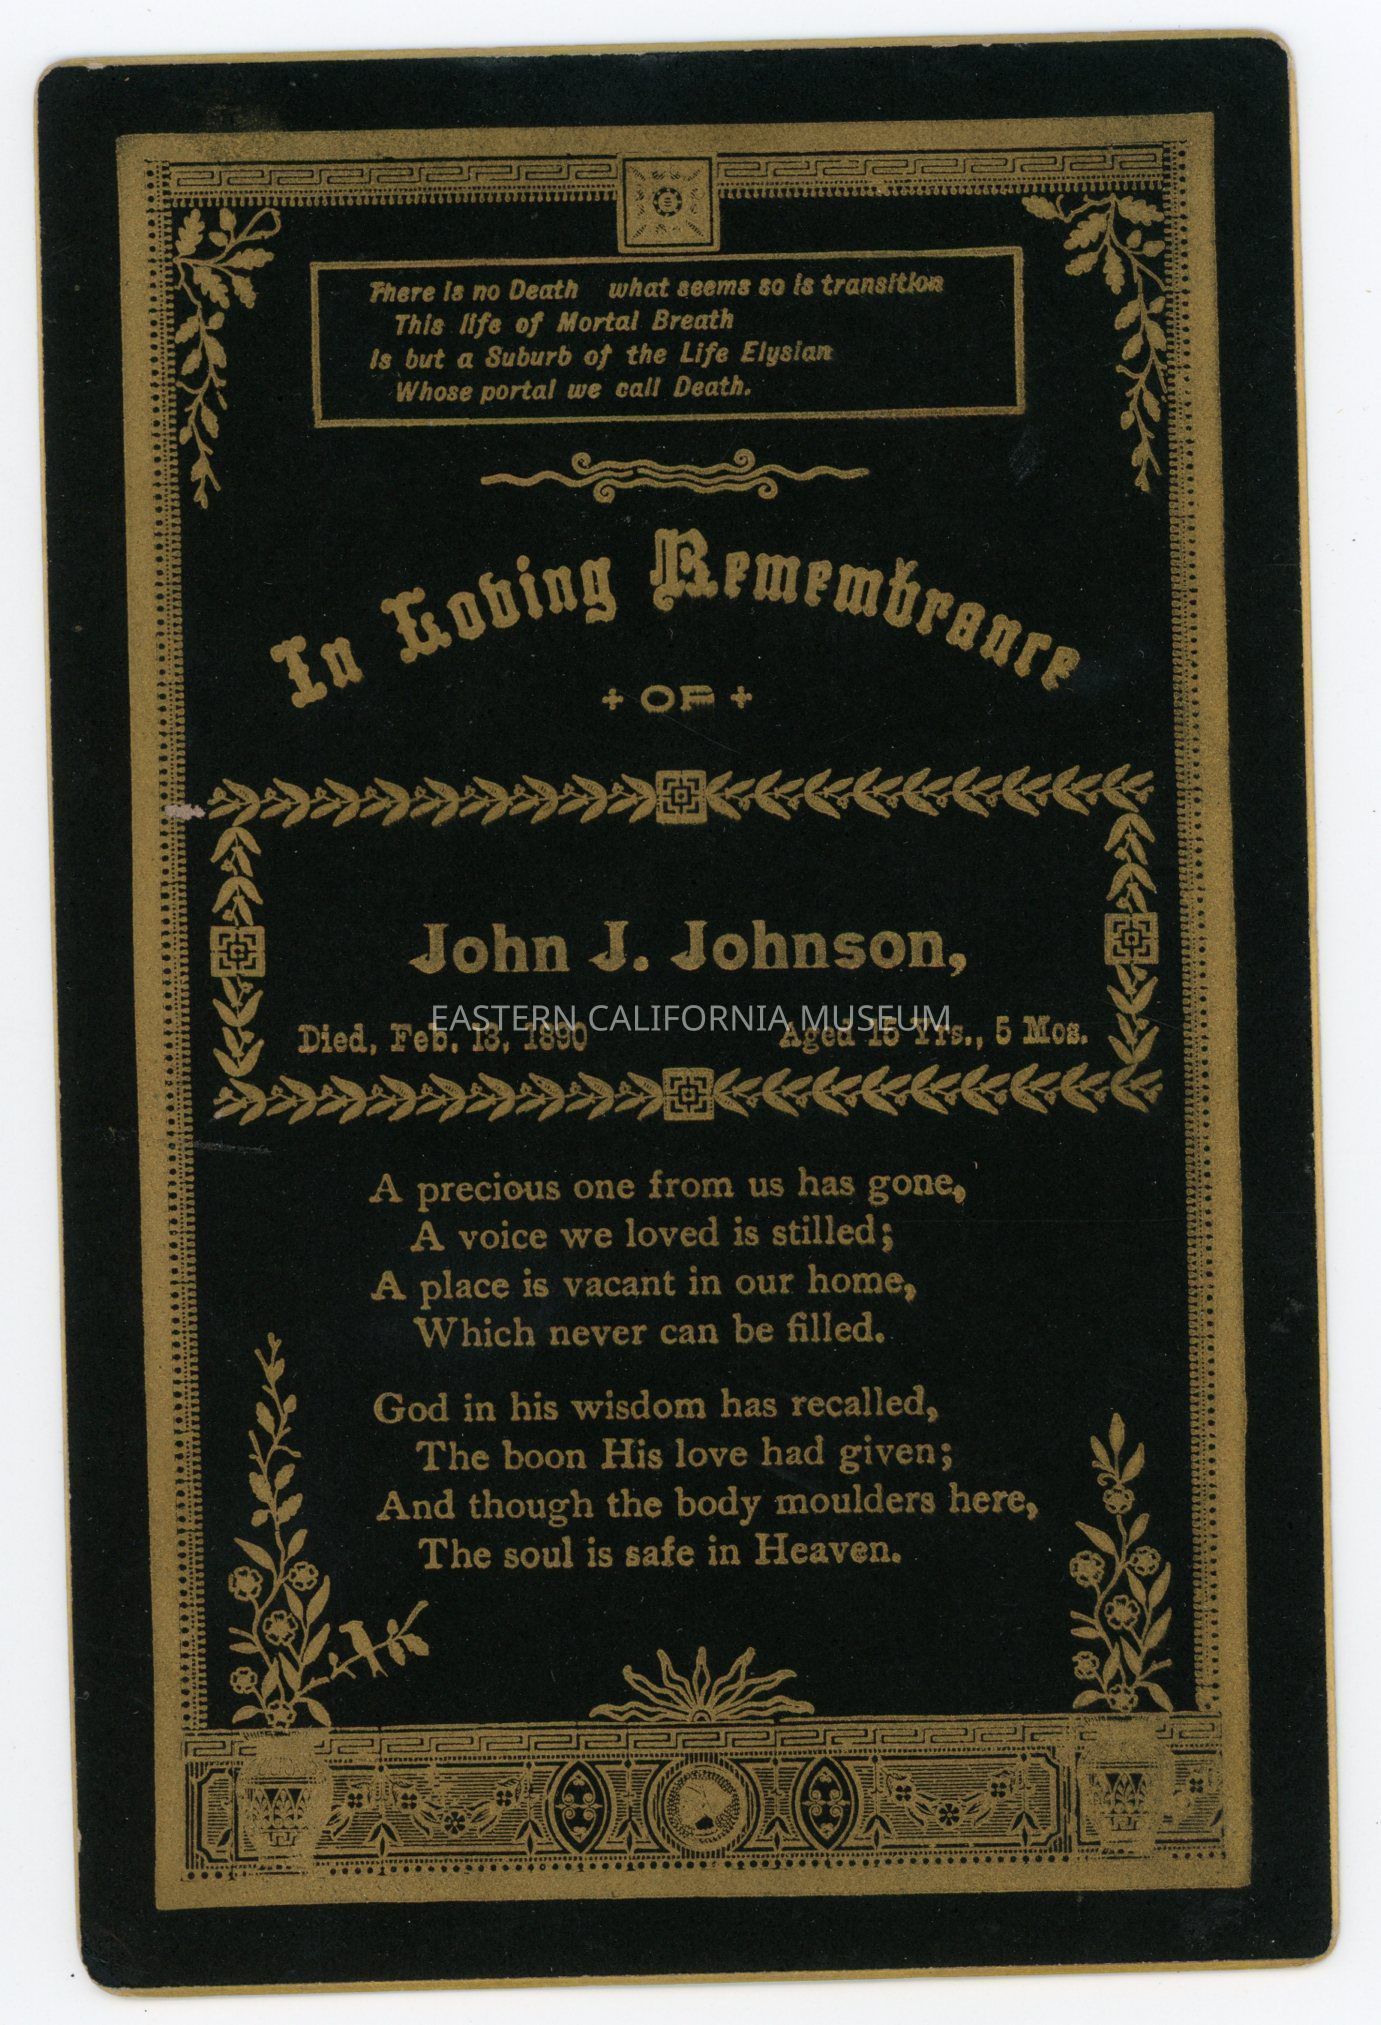 There is no Death what seems so is transition
This life of Mortal Breath
Is but a Suburb of the Life Elysian
Whose portal we call Death.
In Loving Remembrance
+ OF +
John J. Johnson,
EASTERN CALIFORNIA MUSEUM
Died, Feb. 13, 1890 Aged 15 Yrs., 5 Mos.
A precious one from us has gone,
A voice we loved is stilled;
A place is vacant in our home,
Which never can be filled.
God in his wisdom has recalled,
The boon His love had given;
And though the body moulders here,
The soul is safe in Heaven.